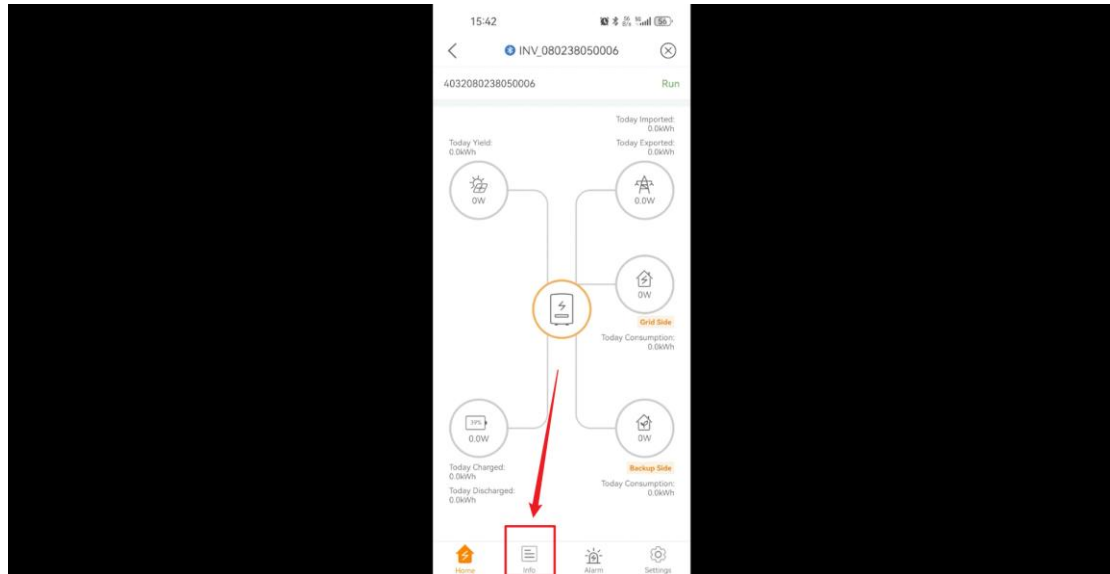 15:42
56
INV_080238050006
4032080238050006
Run
Today Imported:
0.0kWh
Today Yield:
0.0kWh
Today Exported:
0.0kWh
0W
0.0W
0W
Grid Side
Today Consumption:
0.0kWh
39%
0.0W
0W
Today Charged:
0.0kWh
Backup Side
Today Discharged:
0.0kWh
Today Consumption:
0.0kWh
Home
Info
Alarm
Settings